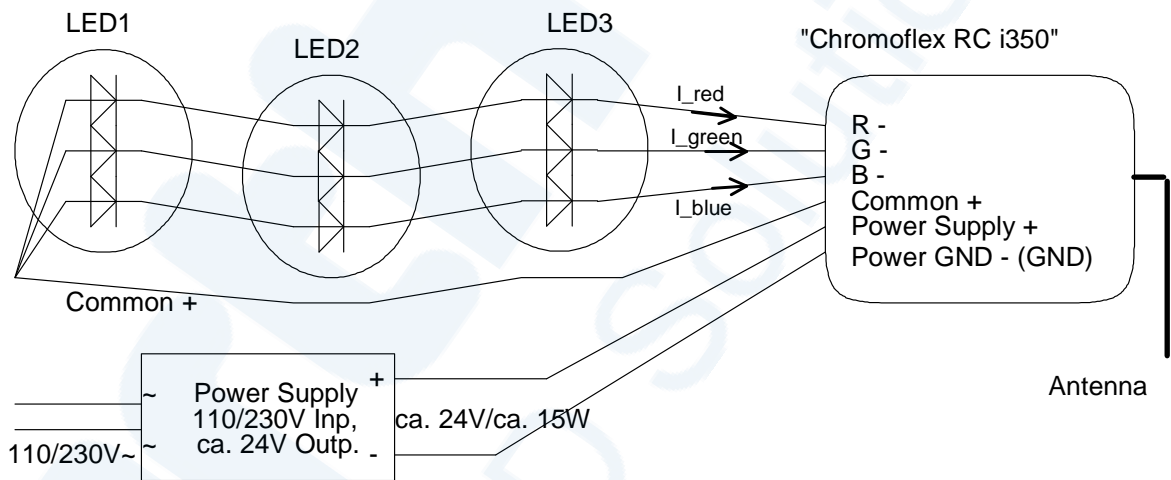 LED1
LED2
LED3
"Chromoflex RC i350"
I_red
I_green
I_blue
R -
G -
B -
Common +
Power Supply +
Power GND - (GND)
Common +
Antenna
Power Supply +
110/230V Inp, ca. 24V/ca. 15W
ca. 24V Outp. -
~
~
110/230V~